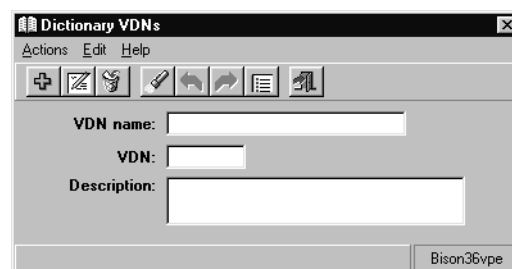 Dictionary VDNs
Actions Edit Help
VDN name:
VDN:
Description:
Bison36vpe